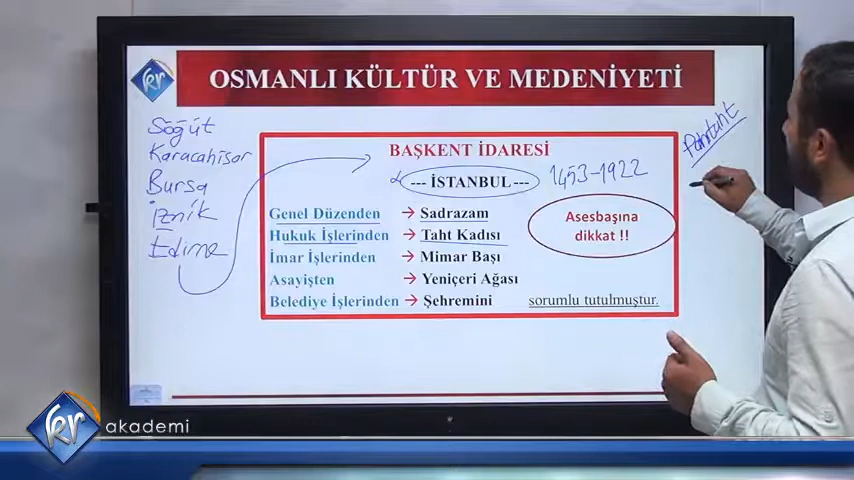 OSMANLI KÜLTÜR VE MEDENİYETİ
Söğüt
Karacahisar
Bursa
İznik
Edirne
BAŞKENT İDARESİ
--- İSTANBUL ---
1453-1922
Payitaht
Genel Düzenden → Sadrazam
Hukuk İşlerinden → Taht Kadısı
İmar İşlerinden → Mimar Başı
Asayişten → Yeniçeri Ağası
Belediye İşlerinden → Şehremini
sorumlu tutulmuştur.
Asesbaşına
dikkat !!
kr
kr akademi